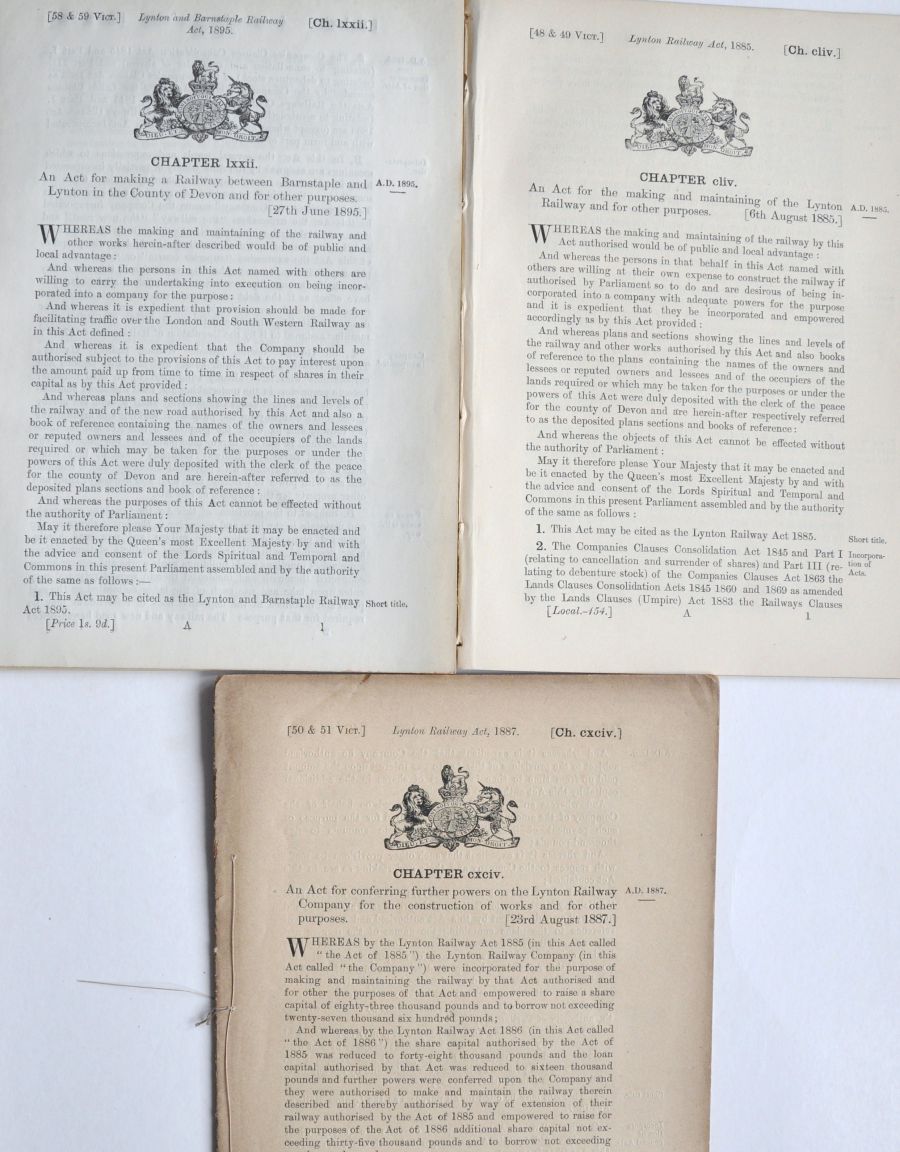 [58 & 59 VICT.] Lynton and Barnstaple Railway [Ch. lxxii.]
Act, 1895.
CHAPTER lxxii.
An Act for making a Railway between Barnstaple and A.D. 1895.
Lynton in the County of Devon and for other purposes.
[27th June 1895.]
WHEREAS the making and maintaining of the railway and
other works herein-after described would be of public and
local advantage:
And whereas the persons in this Act named with others are
willing to carry the undertaking into execution on being incor-
porated into a company for the purpose:
And whereas it is expedient that provision should be made for
facilitating traffic over the London and South Western Railway as
in this Act defined:
And whereas it is expedient that the Company should be
authorised subject to the provisions of this Act to pay interest upon
the amount paid up from time to time in respect of shares in their
capital as by this Act provided:
And whereas plans and sections showing the lines and levels of
the railway and of the new road authorised by this Act and also a
book of reference containing the names of the owners and lessees
or reputed owners and lessees and of the occupiers of the lands
required or which may be taken for the purposes or under the
powers of this Act were duly deposited with the clerk of the peace
for the county of Devon and are herein-after referred to as the
deposited plans sections and book of reference:
And whereas the purposes of this Act cannot be effected without
the authority of Parliament:
May it therefore please Your Majesty that it may be enacted and
be it enacted by the Queen's most Excellent Majesty by and with
the advice and consent of the Lords Spiritual and Temporal and
Commons in this present Parliament assembled and by the authority
of the same as follows:—
1. This Act may be cited as the Lynton and Barnstaple Railway Short title.
Act 1895.
[Price 1s. 9d.] A 1
[48 & 49 VICT.] Lynton Railway Act, 1885. [Ch. cliv.]
CHAPTER cliv.
An Act for the making and maintaining of the Lynton A.D. 1885.
Railway and for other purposes. [6th August 1885.]
WHEREAS the making and maintaining of the railway by this
Act authorised would be of public and local advantage:
And whereas the persons in that behalf in this Act named with
others are willing at their own expense to construct the railway if
authorised by Parliament so to do and are desirous of being in-
corporated into a company with adequate powers for the purpose
and it is expedient that they be incorporated and empowered
accordingly as by this Act provided:
And whereas plans and sections showing the lines and levels of
the railway and other works authorised by this Act and also books
of reference to the plans containing the names of the owners and
lessees or reputed owners and lessees and of the occupiers of the
lands required or which may be taken for the purposes or under the
powers of this Act were duly deposited with the clerk of the peace
for the county of Devon and are herein-after respectively referred
to as the deposited plans sections and books of reference:
And whereas the objects of this Act cannot be effected without
the authority of Parliament:
May it therefore please Your Majesty that it may be enacted and
be it enacted by the Queen's most Excellent Majesty by and with
the advice and consent of the Lords Spiritual and Temporal and
Commons in this present Parliament assembled and by the authority
of the same as follows:
1. This Act may be cited as the Lynton Railway Act 1885. Short title.
2. The Companies Clauses Consolidation Act 1845 and Part I Incorpora-
(relating to cancellation and surrender of shares) and Part III (re- tion of
lating to debenture stock) of the Companies Clauses Act 1863 the Acts.
Lands Clauses Consolidation Acts 1845 1860 and 1869 as amended
by the Lands Clauses (Umpire) Act 1883 the Railways Clauses
[Local.-154.] A 1
[50 & 51 VICT.] Lynton Railway Act, 1887. [Ch. cxciv.]
CHAPTER cxciv.
An Act for conferring further powers on the Lynton Railway A.D. 1887.
Company for the construction of works and for other
purposes. [23rd August 1887.]
WHEREAS by the Lynton Railway Act 1885 (in this Act called
"the Act of 1885") the Lynton Railway Company (in this
Act called "the Company") were incorporated for the purpose of
making and maintaining the railway by that Act authorised and
for other the purposes of that Act and empowered to raise a share
capital of eighty-three thousand pounds and to borrow not exceeding
twenty-seven thousand six hundred pounds;
And whereas by the Lynton Railway Act 1886 (in this Act called
"the Act of 1886") the share capital authorised by the Act of
1885 was reduced to forty-eight thousand pounds and the loan
capital authorised by that Act was reduced to sixteen thousand
pounds and further powers were conferred upon the Company and
they were authorised to make and maintain the railway therein
described and thereby authorised by way of extension of their
railway authorised by the Act of 1885 and empowered to raise for
the purposes of the Act of 1886 additional share capital not ex-
ceeding thirty-five thousand pounds and to borrow not exceeding